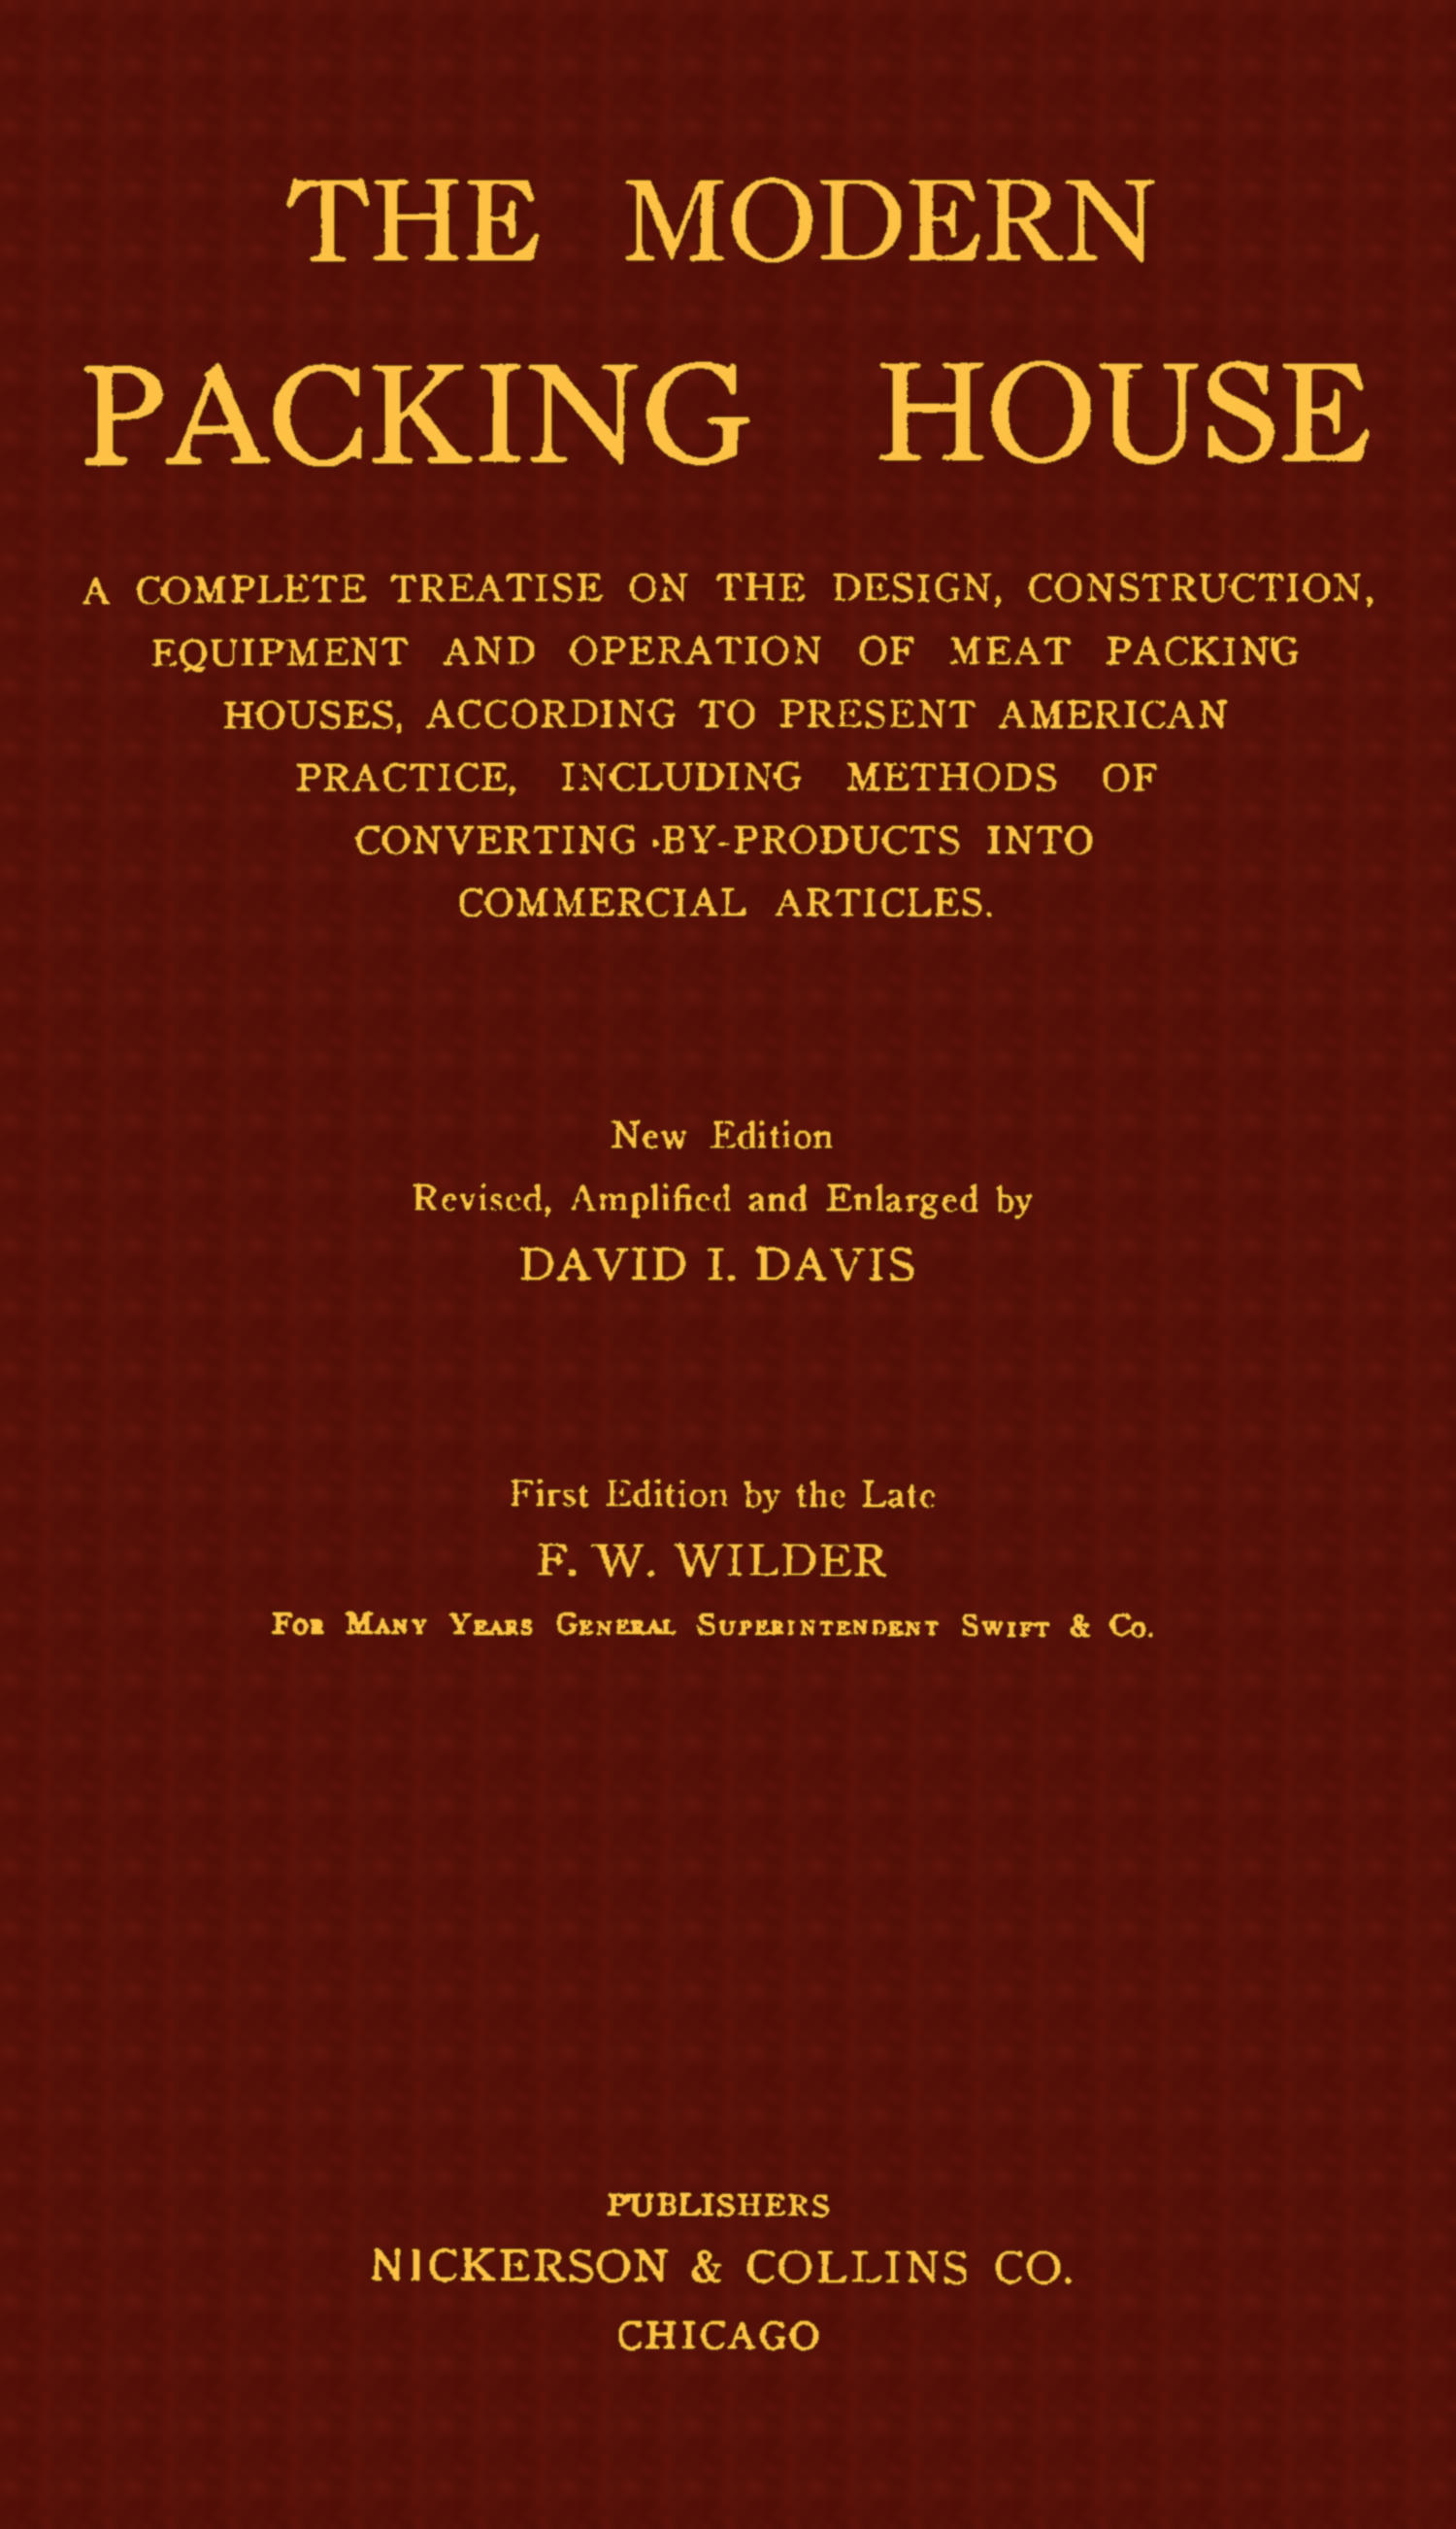 THE MODERN
PACKING HOUSE
A COMPLETE TREATISE ON THE DESIGN, CONSTRUCTION,
EQUIPMENT AND OPERATION OF MEAT PACKING
HOUSES, ACCORDING TO PRESENT AMERICAN
PRACTICE, INCLUDING METHODS OF
CONVERTING BY-PRODUCTS INTO
COMMERCIAL ARTICLES.
New Edition
Revised, Amplified and Enlarged by
DAVID I. DAVIS
First Edition by the Late
F. W. WILDER
For Many Years General Superintendent Swift & Co.
PUBLISHERS
NICKERSON & COLLINS CO.
CHICAGO